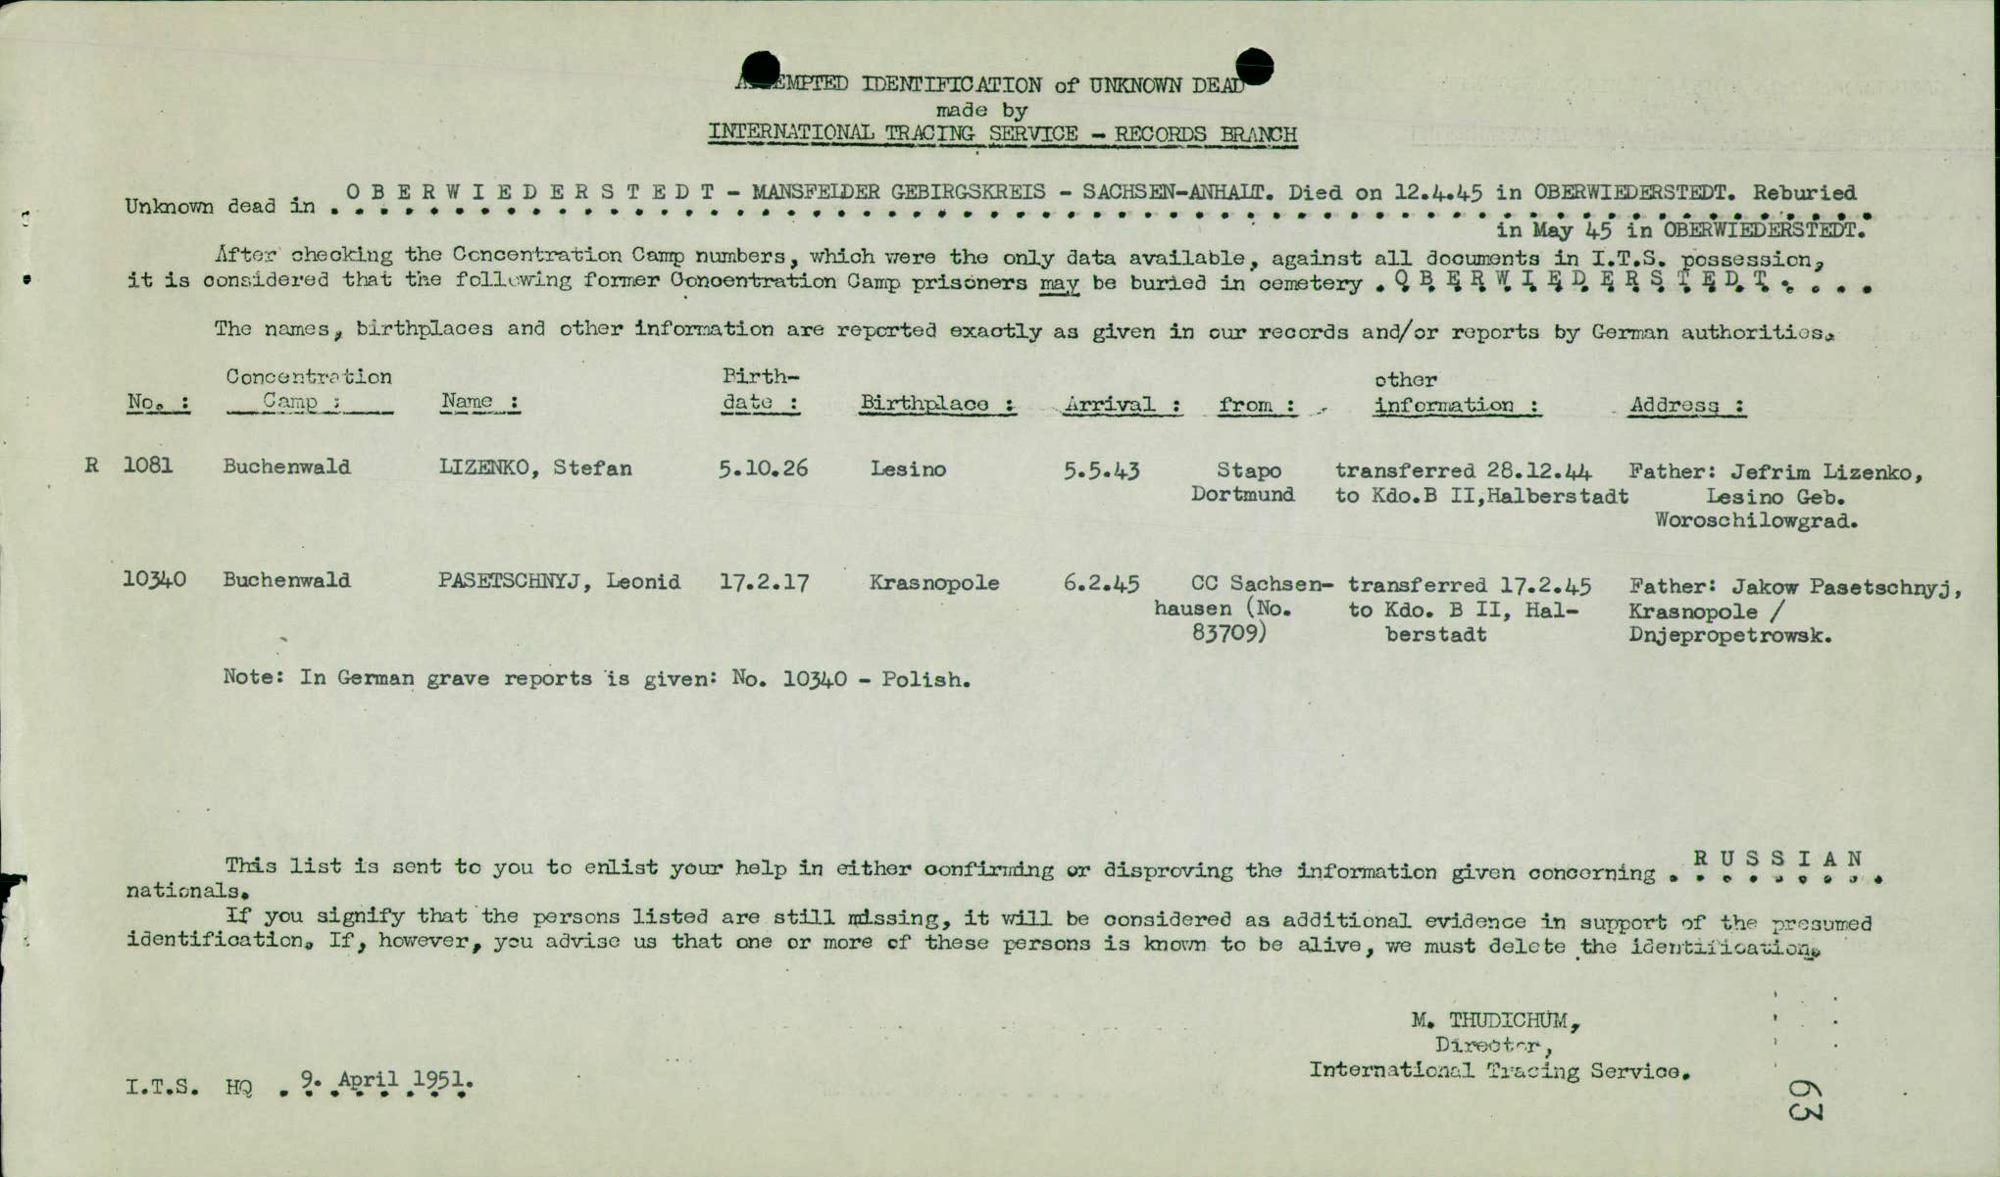 ATTEMPTED IDENTIFICATION of UNKNOWN DEAD
made by
INTERNATIONAL TRACING SERVICE - RECORDS BRANCH
Unknown dead in . O B E R W I E D E R S T E D T - MANSFELDER GEBIRGSKREIS - SACHSEN-ANHALT. Died on 12.4.45 in OBERWIEDERSTEDT. Reburied
in May 45 in OBERWIEDERSTEDT.
After checking the Concentration Camp numbers, which were the only data available, against all documents in I.T.S. possession,
it is considered that the following former Concentration Camp prisoners may be buried in cemetery . O B E R W I E D E R S T E D T . . . . .
The names, birthplaces and other information are reported exactly as given in our records and/or reports by German authorities.
No. : Concentration Camp : Name : Birth-date : Birthplace : Arrival : from : other information : Address :
R 1081 Buchenwald LIZENKO, Stefan 5.10.26 Lesino 5.5.43 Stapo transferred 28.12.44 Father: Jefrim Lizenko,
Dortmund to Kdo.B II,Halberstadt Lesino Geb.
Woroschilowgrad.
10340 Buchenwald PASETSCHNYJ, Leonid 17.2.17 Krasnopole 6.2.45 CC Sachsen- transferred 17.2.45 Father: Jakow Pasetschnyj,
hausen (No. to Kdo. B II, Hal- Krasnopole /
83709) berstadt Dnjepropetrowsk.
Note: In German grave reports is given: No. 10340 - Polish.
This list is sent to you to enlist your help in either confirming or disproving the information given concerning . R U S S I A N
nationals.
If you signify that the persons listed are still missing, it will be considered as additional evidence in support of the presumed
identification. If, however, you advise us that one or more of these persons is known to be alive, we must delete the identification.
M. THUDICHUM,
Director,
International Tracing Service.
I.T.S. HQ . 9. April 1951.
63